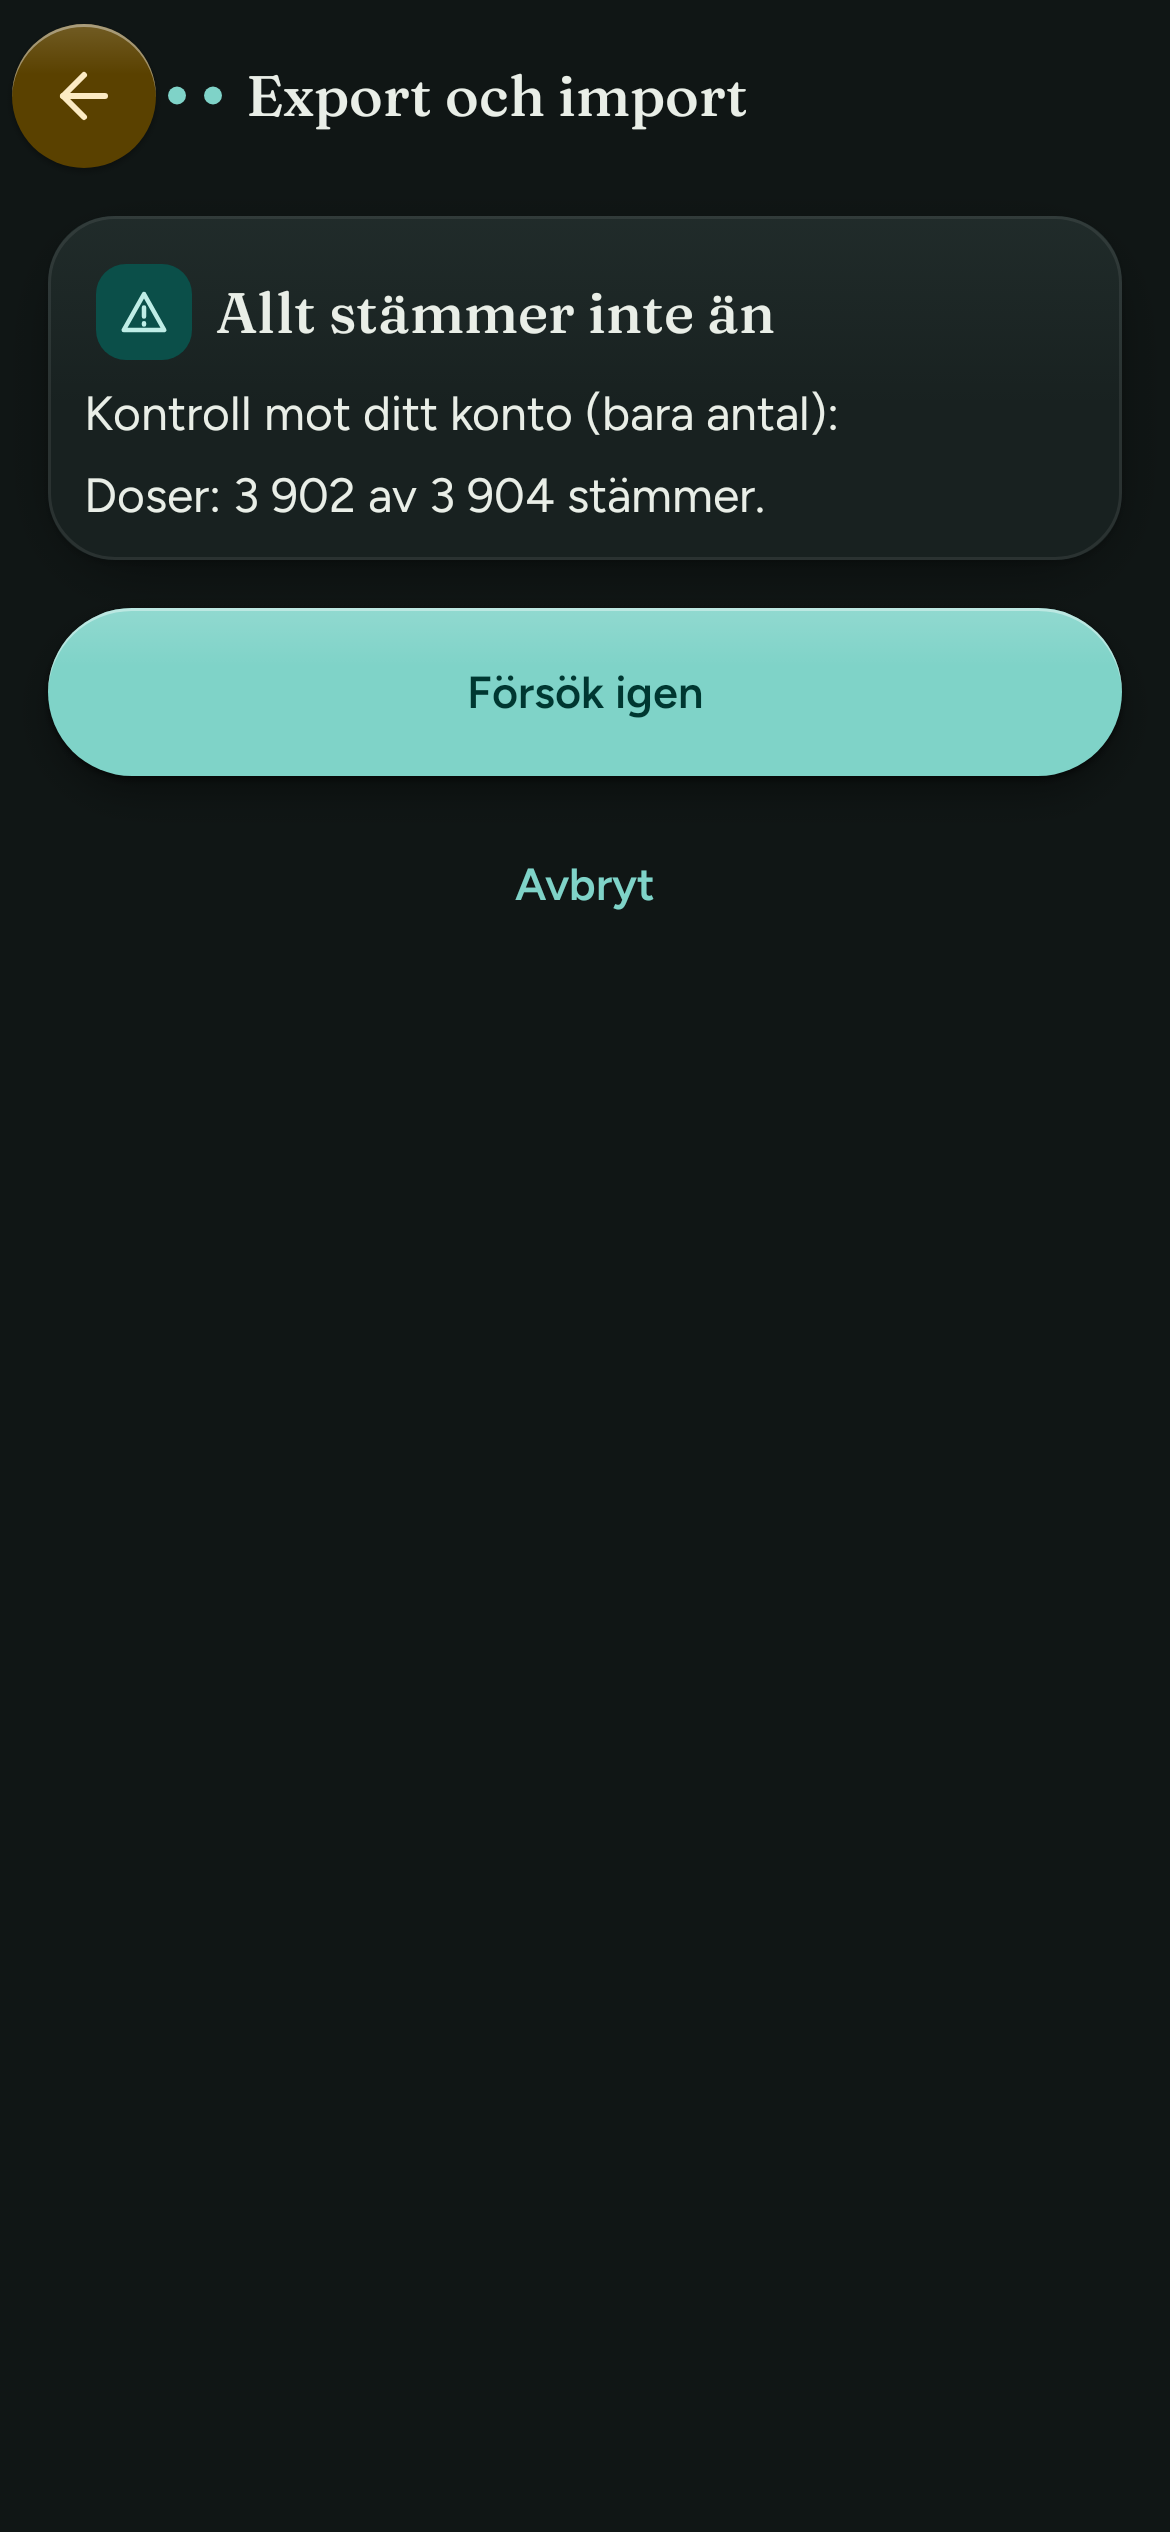 Export och import
Allt stämmer inte än
Kontroll mot ditt konto (bara antal):
Doser: 3 902 av 3 904 stämmer.
Försök igen
Avbryt